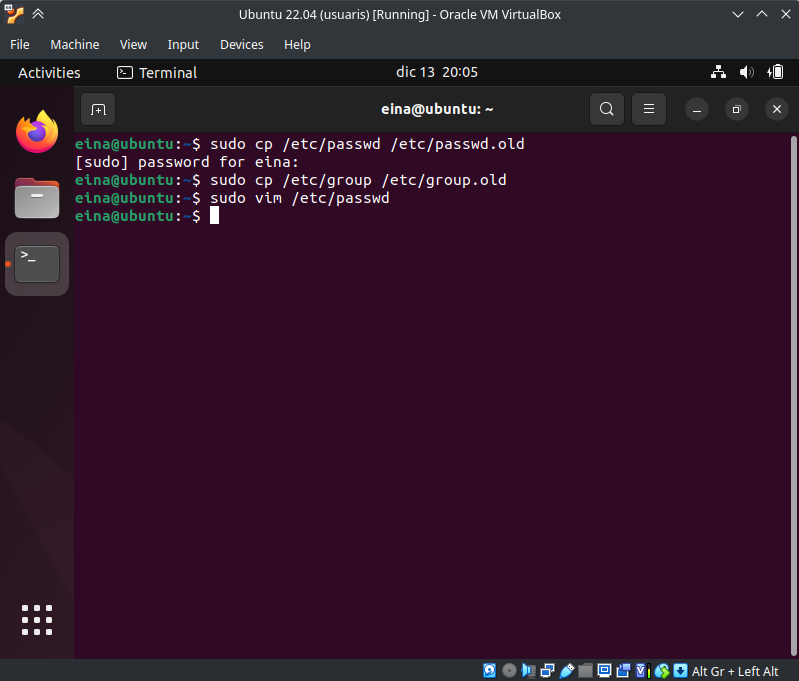 Ubuntu 22.04 (usuaris) [Running] - Oracle VM VirtualBox
File Machine View Input Devices Help
Activities Terminal dic 13 20:05
eina@ubuntu: ~
eina@ubuntu:~$ sudo cp /etc/passwd /etc/passwd.old
[sudo] password for eina:
eina@ubuntu:~$ sudo cp /etc/group /etc/group.old
eina@ubuntu:~$ sudo vim /etc/passwd
eina@ubuntu:~$
>_
Alt Gr + Left Alt